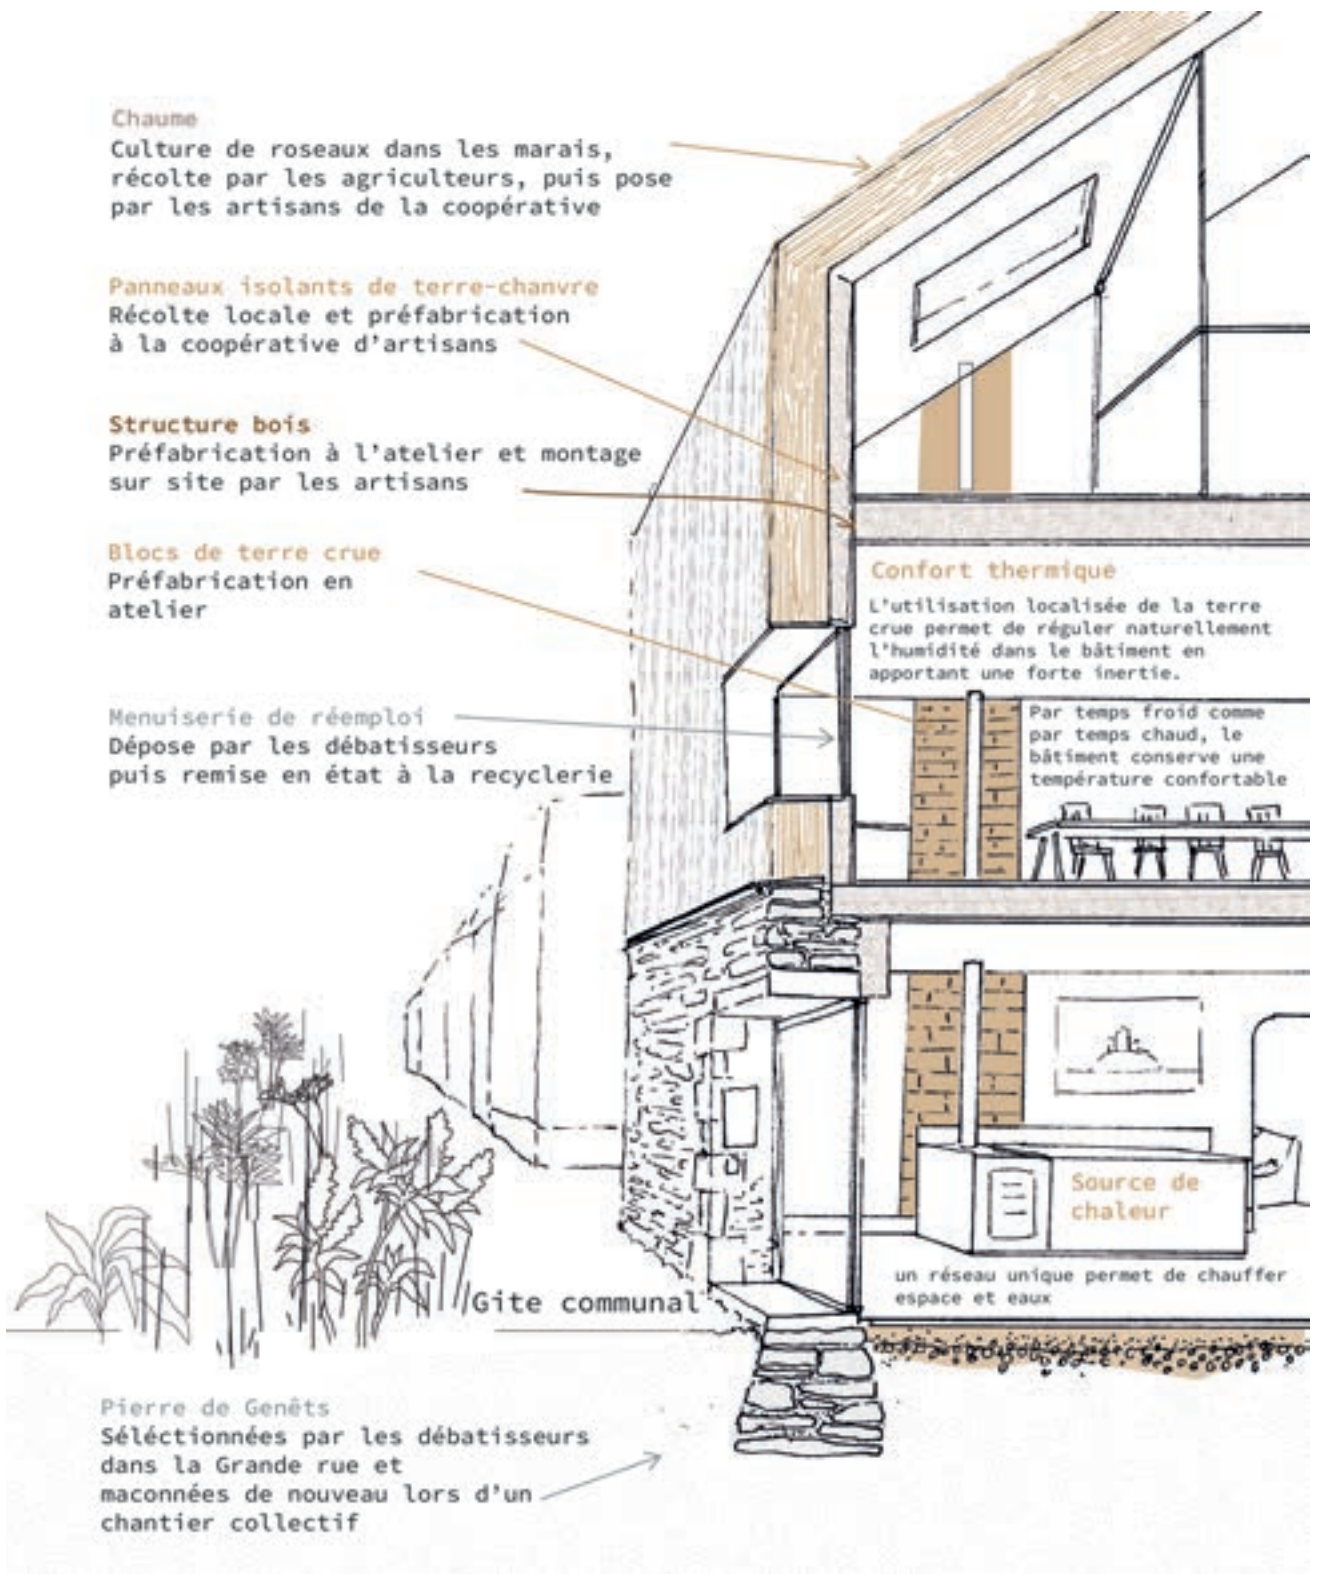 Chaume
Culture de roseaux dans les marais,
récolte par les agriculteurs, puis pose
par les artisans de la coopérative
Panneaux isolants de terre-chanvre
Récolte locale et préfabrication
à la coopérative d'artisans
Structure bois
Préfabrication à l'atelier et montage
sur site par les artisans
Blocs de terre crue
Préfabrication en
atelier
Confort thermique
L'utilisation localisée de la terre
crue permet de réguler naturellement
l'humidité dans le bâtiment en
apportant une forte inertie.
Menuiserie de réemploi
Dépose par les débatisseurs
puis remise en état à la recyclerie
Par temps froid comme
par temps chaud, le
bâtiment conserve une
température confortable
Source de
chaleur
un réseau unique permet de chauffer
espace et eaux
Gite communal
Pierre de Genêts
Séléctionnées par les débatisseurs
dans la Grande rue et
maconnées de nouveau lors d'un
chantier collectif